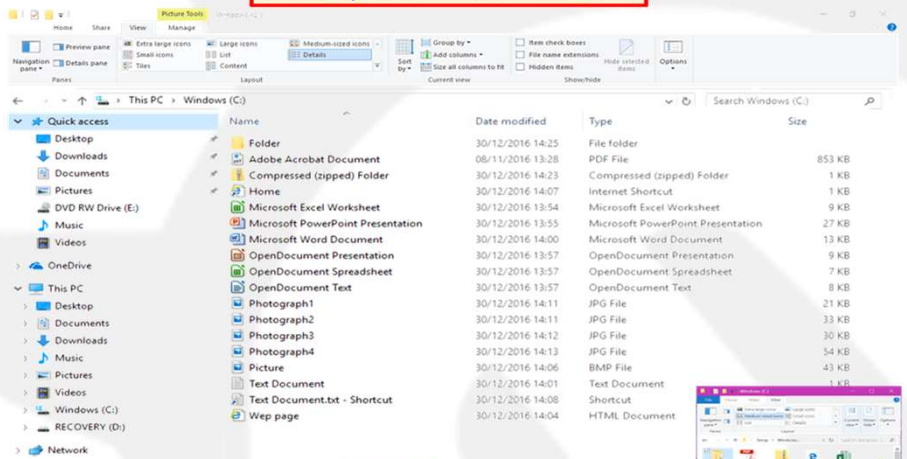 Picture Tools
Home Share View Manage
Navigation pane
Preview pane
Details pane
Panes
Extra large icons Large icons Medium-sized icons
Small icons List Details
Tiles Content
Layout
Sort by
Group by
Add columns
Size all columns to fit
Current view
Item check boxes
File name extensions
Hidden items
Hide selected items
Show/hide
Options
This PC > Windows (C:)
Search Windows (C:)
Quick access
Desktop
Downloads
Documents
Pictures
DVD RW Drive (E:)
Music
Videos
OneDrive
This PC
Desktop
Documents
Downloads
Music
Pictures
Videos
Windows (C:)
RECOVERY (D:)
Network
Name Date modified Type Size
Folder 30/12/2016 14:25 File folder
Adobe Acrobat Document 08/11/2016 13:28 PDF File 853 KB
Compressed (zipped) Folder 30/12/2016 14:23 Compressed (zipped) Folder 1 KB
Home 30/12/2016 14:07 Internet Shortcut 1 KB
Microsoft Excel Worksheet 30/12/2016 13:54 Microsoft Excel Worksheet 9 KB
Microsoft PowerPoint Presentation 30/12/2016 13:55 Microsoft PowerPoint Presentation 27 KB
Microsoft Word Document 30/12/2016 14:00 Microsoft Word Document 13 KB
OpenDocument Presentation 30/12/2016 13:57 OpenDocument Presentation 9 KB
OpenDocument Spreadsheet 30/12/2016 13:57 OpenDocument Spreadsheet 7 KB
OpenDocument Text 30/12/2016 13:57 OpenDocument Text 8 KB
Photograph1 30/12/2016 14:11 JPG File 21 KB
Photograph2 30/12/2016 14:11 JPG File 33 KB
Photograph3 30/12/2016 14:12 JPG File 30 KB
Photograph4 30/12/2016 14:13 JPG File 54 KB
Picture 30/12/2016 14:06 BMP File 43 KB
Text Document 30/12/2016 14:01 Text Document 1 KB
Text Document.txt - Shortcut 30/12/2016 14:08 Shortcut
Wep page 30/12/2016 14:04 HTML Document